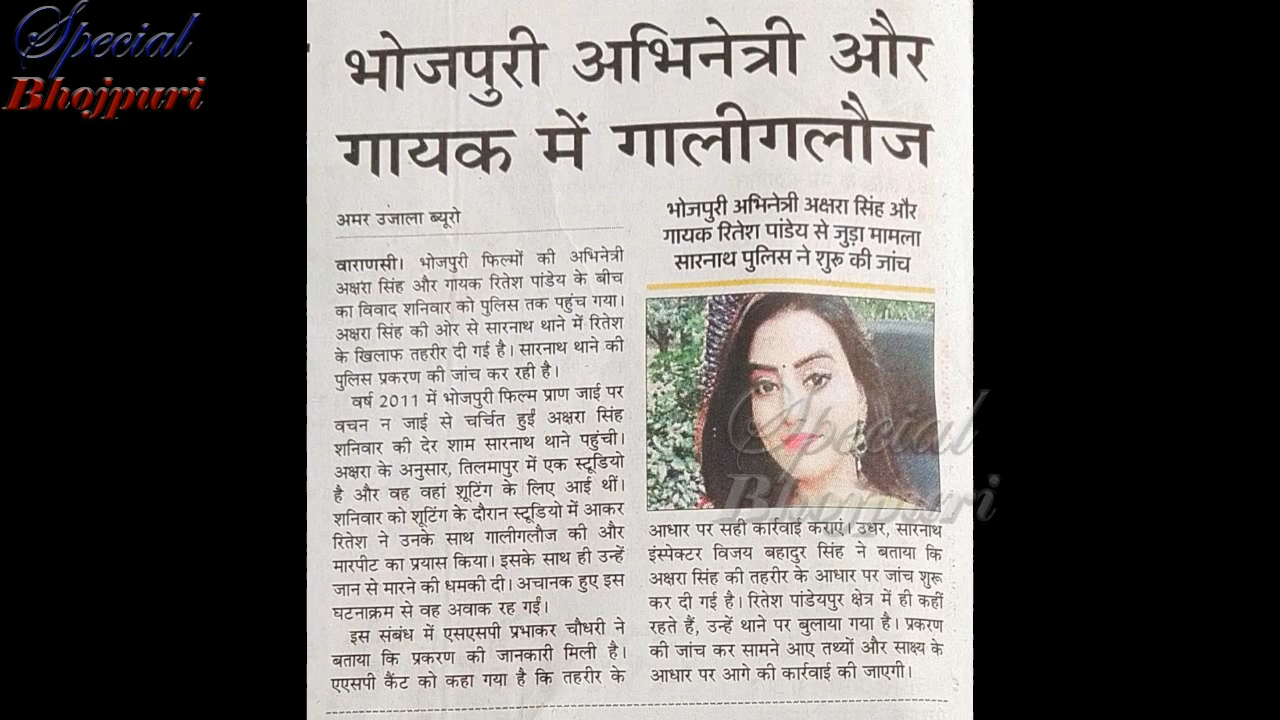 Special
Bhojpuri
भोजपुरी अभिनेत्री और
गायक में गालीगलौज
अमर उजाला ब्यूरो
वाराणसी। भोजपुरी फिल्मों की अभिनेत्री
अक्षरा सिंह और गायक रितेश पांडेय के बीच
का विवाद शनिवार को पुलिस तक पहुंच गया।
अक्षरा सिंह की ओर से सारनाथ थाने में रितेश
के खिलाफ तहरीर दी गई है। सारनाथ थाने की
पुलिस प्रकरण की जांच कर रही है।
वर्ष 2011 में भोजपुरी फिल्म प्राण जाई पर
वचन न जाई से चर्चित हुईं अक्षरा सिंह
शनिवार की देर शाम सारनाथ थाने पहुंची।
अक्षरा के अनुसार, तिलमापुर में एक स्टूडियो
है और वह वहां शूटिंग के लिए आई थीं।
शनिवार को शूटिंग के दौरान स्टूडियो में आकर
रितेश ने उनके साथ गालीगलौज की और
मारपीट का प्रयास किया। इसके साथ ही उन्हें
जान से मारने की धमकी दी। अचानक हुए इस
घटनाक्रम से वह अवाक रह गईं।
इस संबंध में एसएसपी प्रभाकर चौधरी ने
बताया कि प्रकरण की जानकारी मिली है।
एएसपी कैंट को कहा गया है कि तहरीर के
भोजपुरी अभिनेत्री अक्षरा सिंह और
गायक रितेश पांडेय से जुड़ा मामला
सारनाथ पुलिस ने शुरू की जांच
Special
Bhojpuri
आधार पर सही कार्रवाई कराएं। उधर, सारनाथ
इंस्पेक्टर विजय बहादुर सिंह ने बताया कि
अक्षरा सिंह की तहरीर के आधार पर जांच शुरू
कर दी गई है। रितेश पांडेयपुर क्षेत्र में ही कहीं
रहते हैं, उन्हें थाने पर बुलाया गया है। प्रकरण
की जांच कर सामने आए तथ्यों और साक्ष्य के
आधार पर आगे की कार्रवाई की जाएगी।